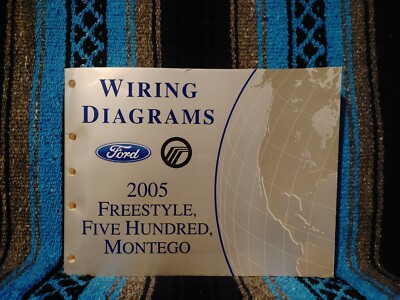 WIRING
DIAGRAMS
Ford
2005
FREESTYLE,
FIVE HUNDRED,
MONTEGO